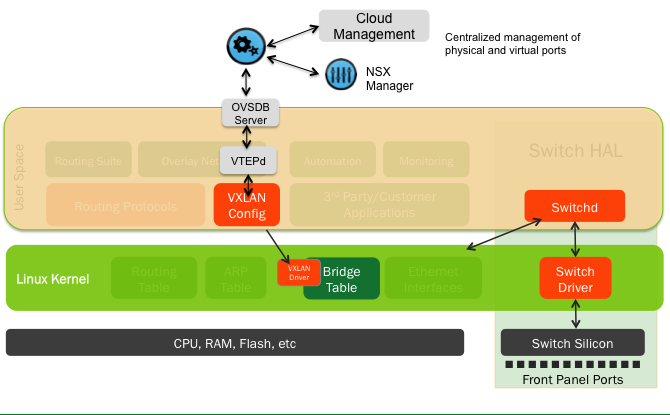 Cloud
Management
Centralized management of
physical and virtual ports
NSX
Manager
OVSDB
Server
User Space
Routing Suite
Overlay Net
VTEPd
Automation
Monitoring
Switch HAL
Routing Protocols
VXLAN
Config
3rd Party/Customer
Applications
Switchd
Linux Kernel
Routing
Table
ARP
Table
VXLAN
Driver
Bridge
Table
Ethernet
Interfaces
Switch
Driver
CPU, RAM, Flash, etc
Switch Silicon
Front Panel Ports